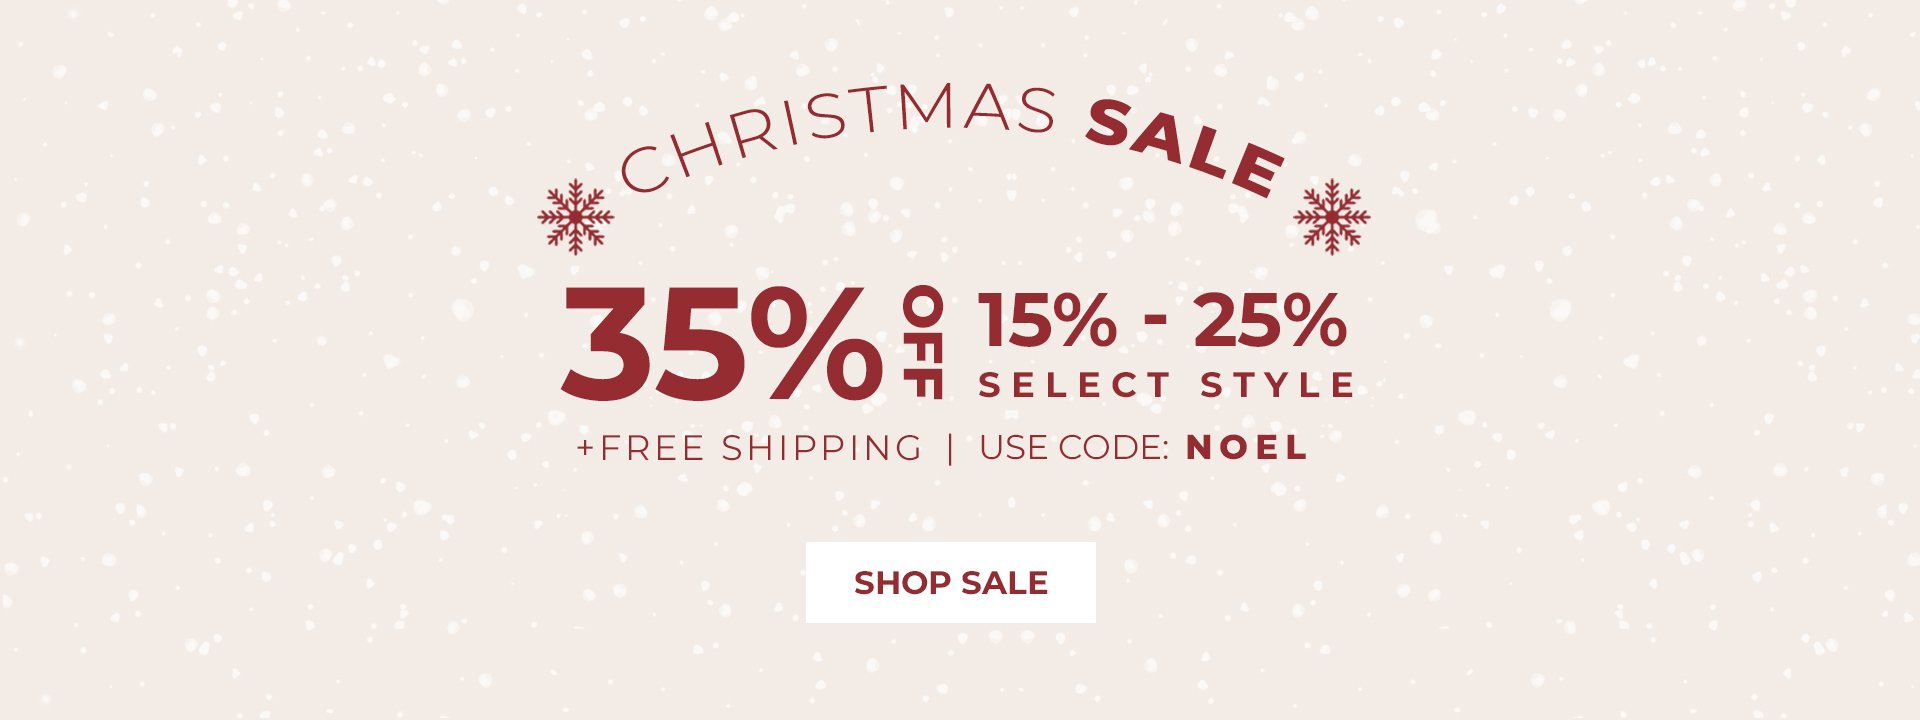 CHRISTMAS SALE
35% OFF
15% - 25%
SELECT STYLE
+FREE SHIPPING | USE CODE: NOEL
SHOP SALE